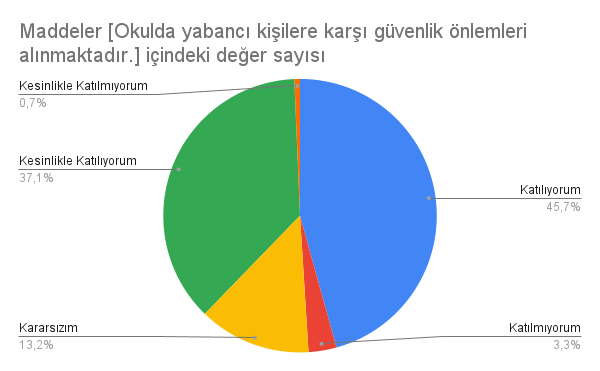 Maddeler [Okulda yabancı kişilere karşı güvenlik önlemleri
alınmaktadır.] içindeki değer sayısı
Kesinlikle Katılmıyorum
0,7%
Kesinlikle Katılıyorum
37,1%
Katılıyorum
45,7%
Kararsızım
13,2%
Katılmıyorum
3,3%